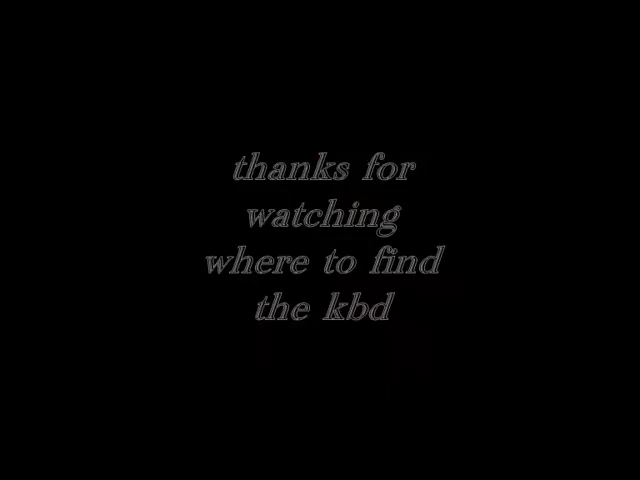 thanks for
watching
where to find
the kbd